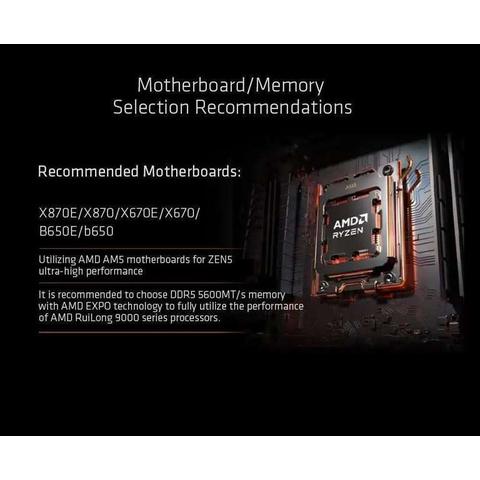 Motherboard/Memory
Selection Recommendations
Recommended Motherboards:
X870E/X870/X670E/X670/
B650E/b650
Utilizing AMD AM5 motherboards for ZEN5
ultra-high performance
It is recommended to choose DDR5 5600MT/s memory
with AMD EXPO technology to fully utilize the performance
of AMD RuiLong 9000 series processors.
AMD
RYZEN